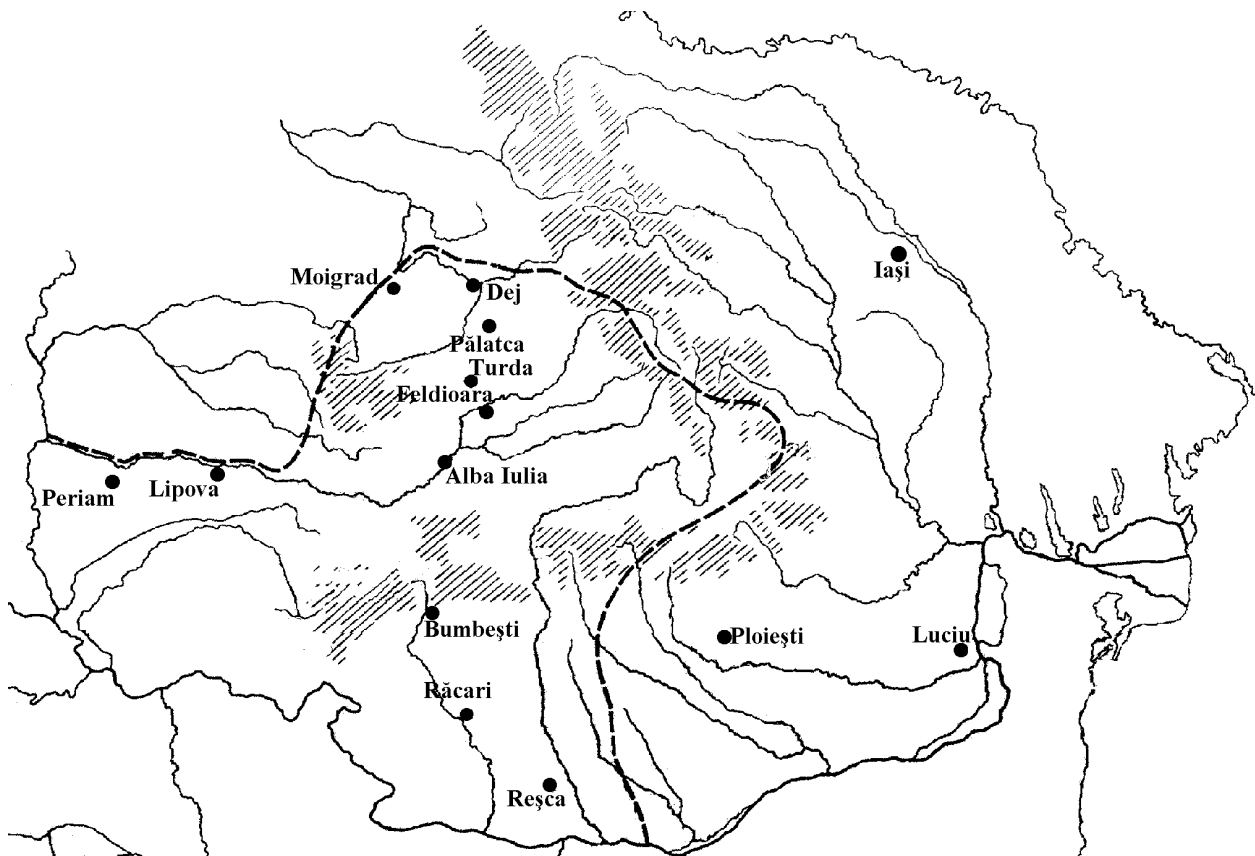 Iaşi
Moigrad
Dej
Pălatca
Turda
Feldioara
Alba Iulia
Lipova
Periam
Bumbeşti
Ploieşti
Luciu
Răcari
Reşca